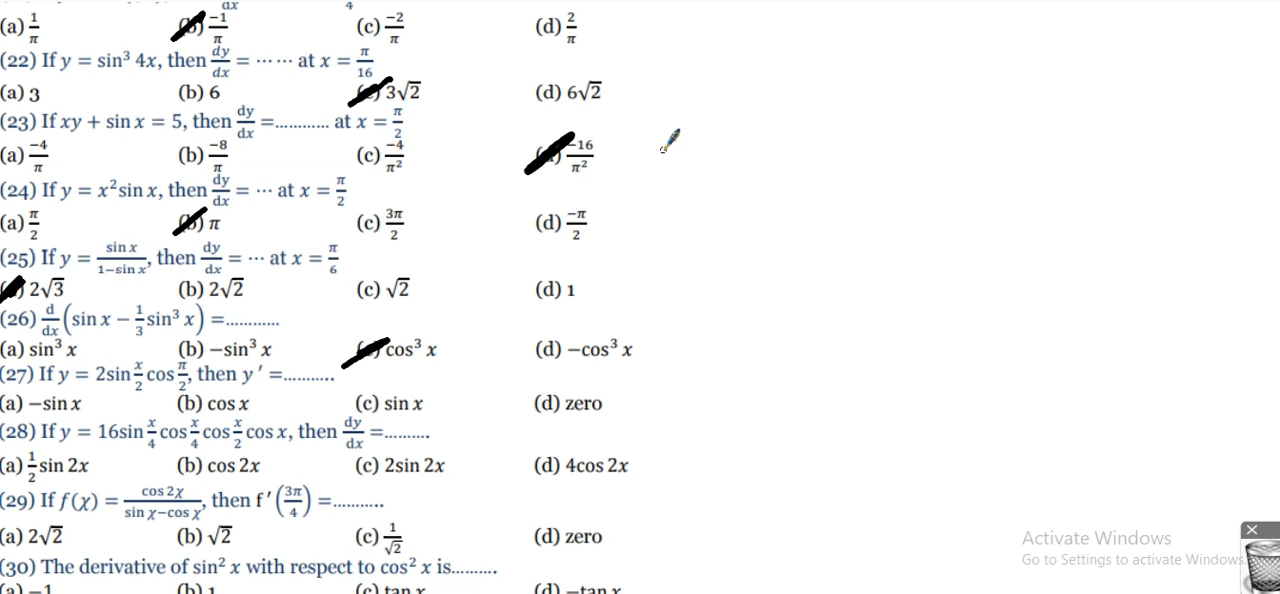 dx 4
(a) 1/π (b) −1/π (c) −2/π (d) 2/π
(22) If y = sin³ 4x, then dy/dx = ⋯⋯ at x = π/16
(a) 3 (b) 6 (c) 3√2 (d) 6√2
(23) If xy + sin x = 5, then dy/dx =............ at x = π/2
(a) −4/π (b) −8/π (c) −4/π² (d) −16/π²
(24) If y = x² sin x, then dy/dx = ⋯ at x = π/2
(a) π/2 (b) π (c) 3π/2 (d) −π/2
(25) If y = sin x/1−sin x, then dy/dx = ⋯ at x = π/6
(a) 2√3 (b) 2√2 (c) √2 (d) 1
(26) d/dx (sin x − 1/3 sin³ x) =............
(a) sin³ x (b) −sin³ x (c) cos³ x (d) −cos³ x
(27) If y = 2sin x/2 cos π/2, then y ′ =...........
(a) −sin x (b) cos x (c) sin x (d) zero
(28) If y = 16sin x/4 cos x/4 cos x/2 cos x, then dy/dx =..........
(a) 1/2 sin 2x (b) cos 2x (c) 2sin 2x (d) 4cos 2x
(29) If f(χ) = cos 2χ/sin χ−cos χ, then f ′ (3π/4) =...........
(a) 2√2 (b) √2 (c) 1/√2 (d) zero
(30) The derivative of sin² x with respect to cos² x is..........
(a) −1 (b) 1 (c) tan x (d) −tan x
Activate Windows
Go to Settings to activate Windows.